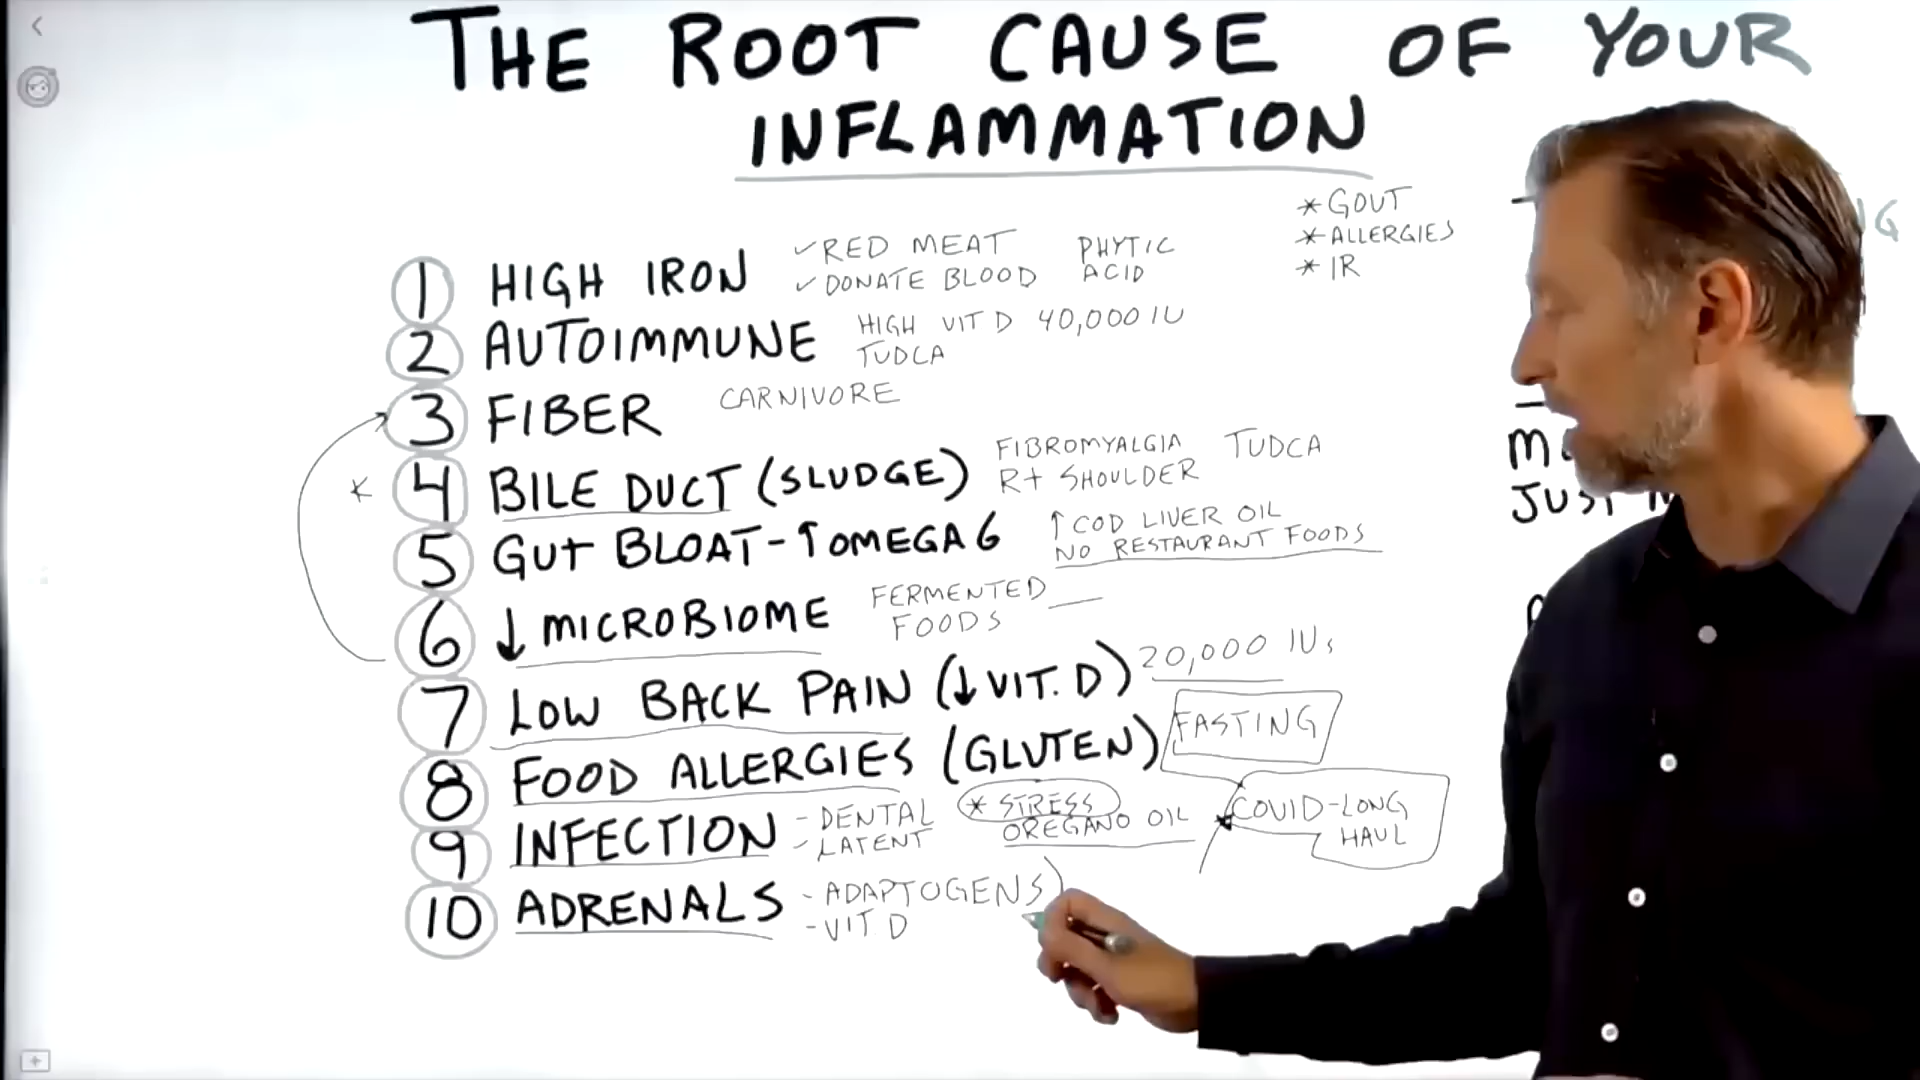 THE ROOT CAUSE OF YOUR
INFLAMMATION
* GOUT
* ALLERGIES
* IR
1 HIGH IRON
✓RED MEAT
✓DONATE BLOOD
PHYTIC
ACID
2 AUTOIMMUNE
HIGH VIT D 40,000 IU
TUDCA
3 FIBER
CARNIVORE
4 BILE DUCT (SLUDGE)
FIBROMYALGIA
R+ SHOULDER
TUDCA
5 GUT BLOAT-↑OMEGA 6
↑COD LIVER OIL
NO RESTAURANT FOODS
6 ↓MICROBIOME
FERMENTED
FOODS
7 LOW BACK PAIN (↓VIT. D)
20,000 IUs
8 FOOD ALLERGIES (GLUTEN)
FASTING
9 INFECTION
- DENTAL
- LATENT
* STRESS
OREGANO OIL
COVID-LONG
HAUL
10 ADRENALS
- ADAPTOGENS
- VIT. D